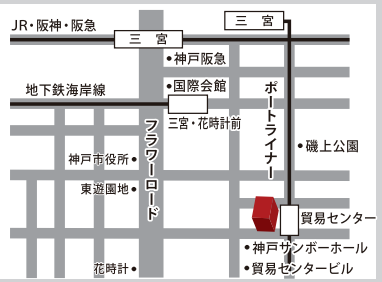 三 宮
JR・阪神・阪急
三 宮
神戸阪急
国際会館
地下鉄海岸線
三宮・花時計前
ポートライナー
フラワーロード
磯上公園
神戸市役所
東遊園地
貿易センター
神戸サンボーホール
花時計
貿易センタービル